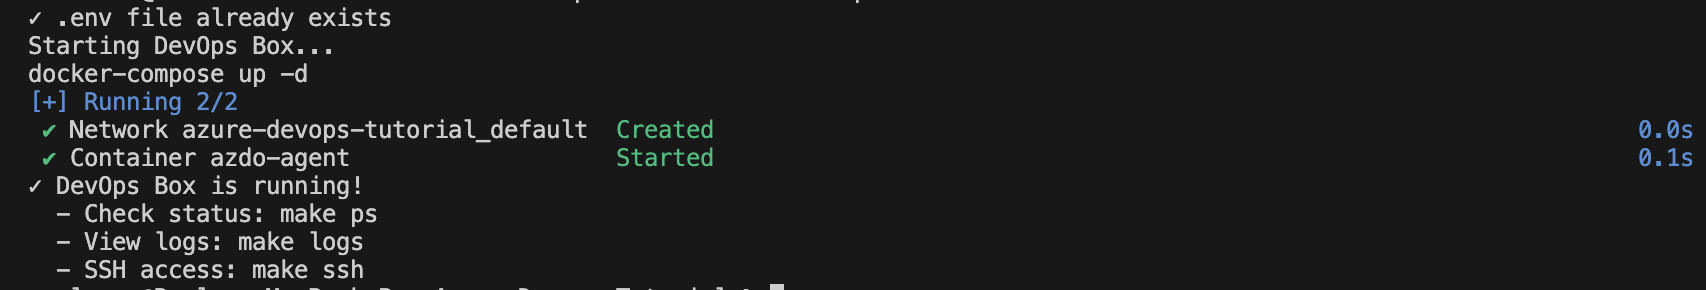 ✓ .env file already exists
Starting DevOps Box...
docker-compose up -d
[+] Running 2/2
✔ Network azure-devops-tutorial_default Created 0.0s
✔ Container azdo-agent Started 0.1s
✓ DevOps Box is running!
- Check status: make ps
- View logs: make logs
- SSH access: make ssh